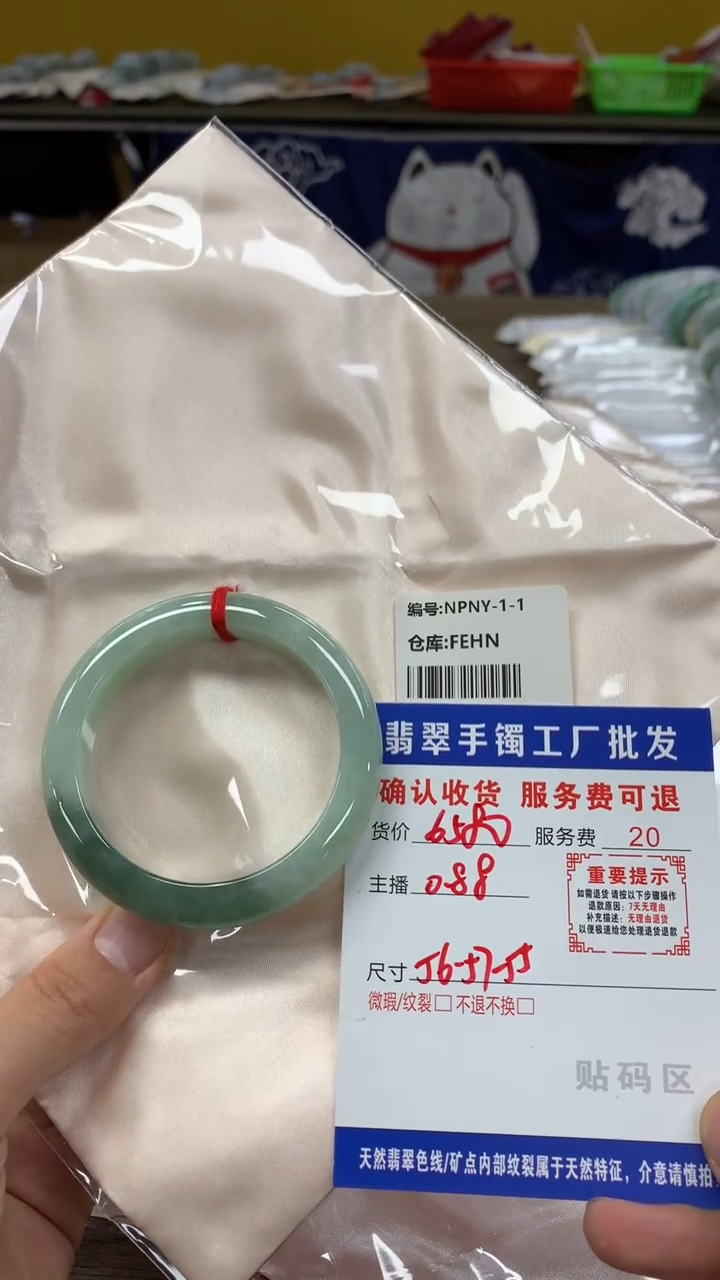 编号:NPNY-1-1
仓库:FEHN
翡翠手镯工厂批发
确认收货 服务费可退
货价 服务费 20
主播 088
重要提示
如需退货 请按以下步骤操作
退款原因：7天无理由
补充描述：无理由退货
以便极速给您处理退货退款
尺寸 56-57-55
微瑕/纹裂□ 不退不换□
贴码区
天然翡翠色线/矿点内部纹裂属于天然特征，介意请慎拍